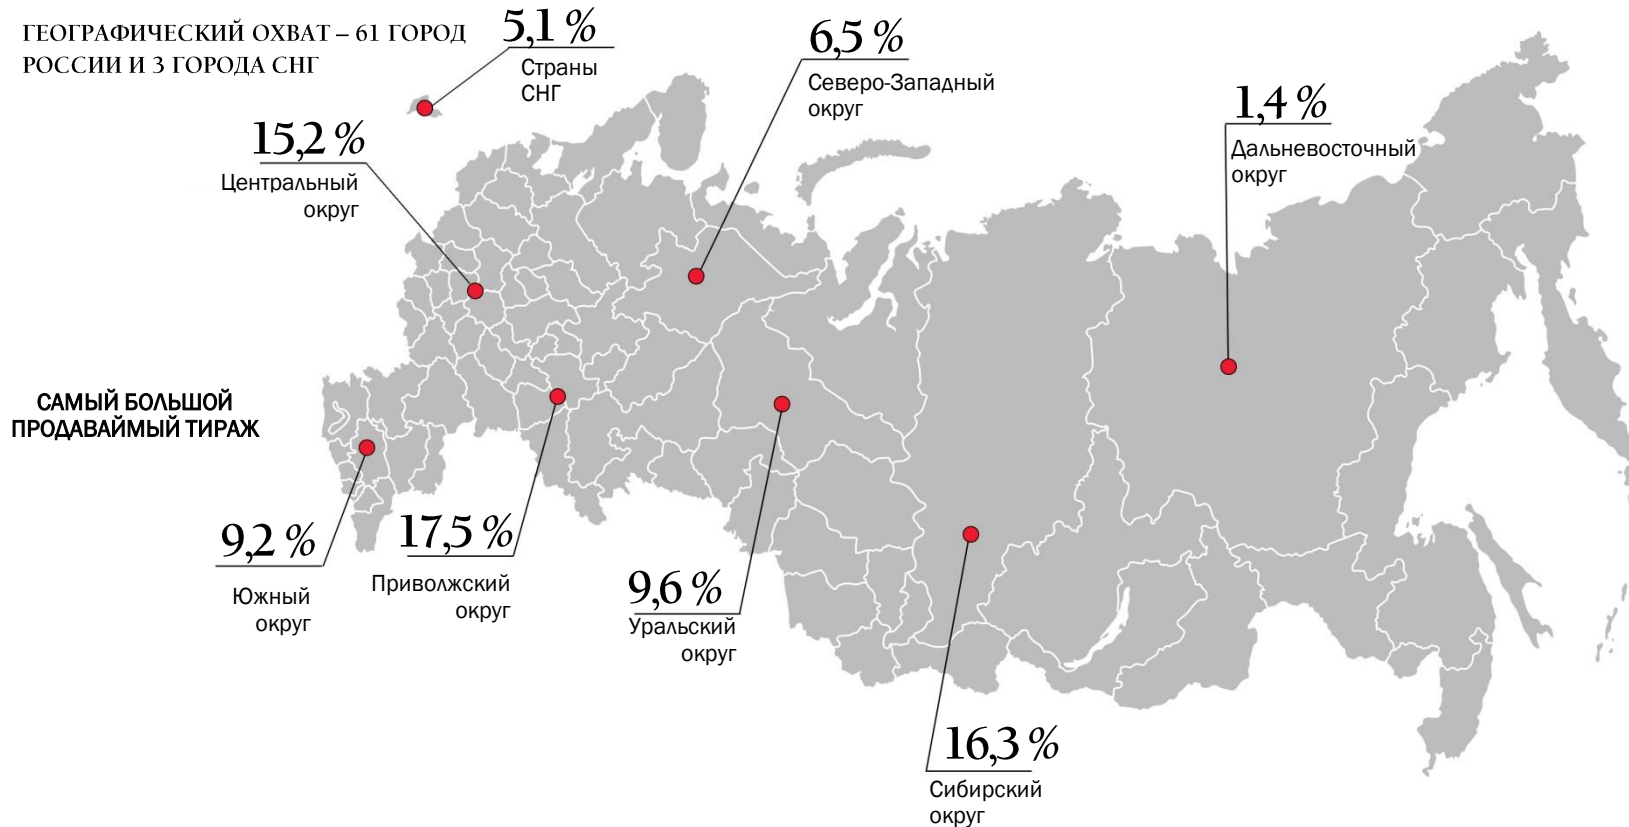 ГЕОГРАФИЧЕСКИЙ ОХВАТ – 61 ГОРОД
РОССИИ И 3 ГОРОДА СНГ
5,1 %
Страны
СНГ
6,5 %
Северо-Западный
округ
1,4 %
Дальневосточный
округ
15,2 %
Центральный
округ
САМЫЙ БОЛЬШОЙ
ПРОДАВАЙМЫЙ ТИРАЖ
9,2 %
Южный
округ
17,5 %
Приволжский
округ
9,6 %
Уральский
округ
16,3 %
Сибирский
округ